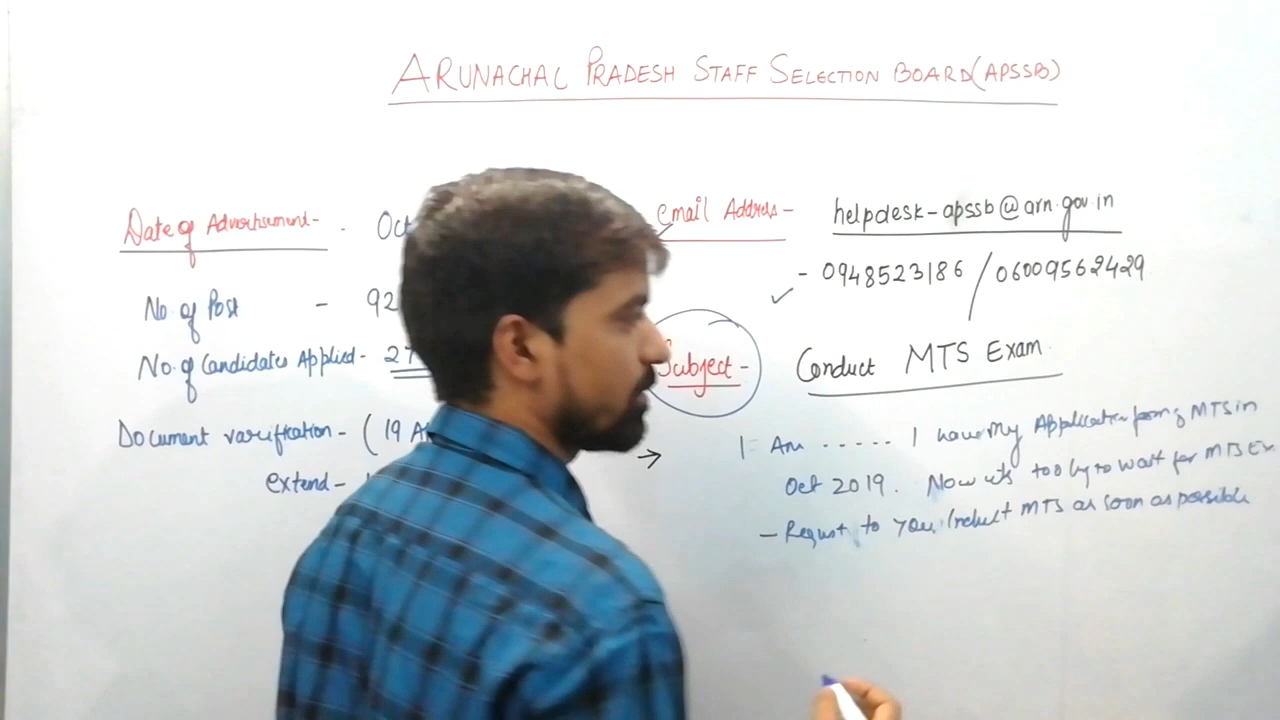 ARUNACHAL PRADESH STAFF SELECTION BOARD (APSSB)
Date of Advertisement - Oct
No. of Post - 92
No. of Candidates Applied - 27
Document varification - (19 A
extend -
email Address - helpdesk-apssb@arn.gov.in
- 0948523186 / 06009562429
Subject - Conduct MTS Exam
→ I Am ..... I have My Application form of MTS in
Oct 2019. Now its too to wait for MTS Ex
- Request to you Conduct MTS as soon as possible